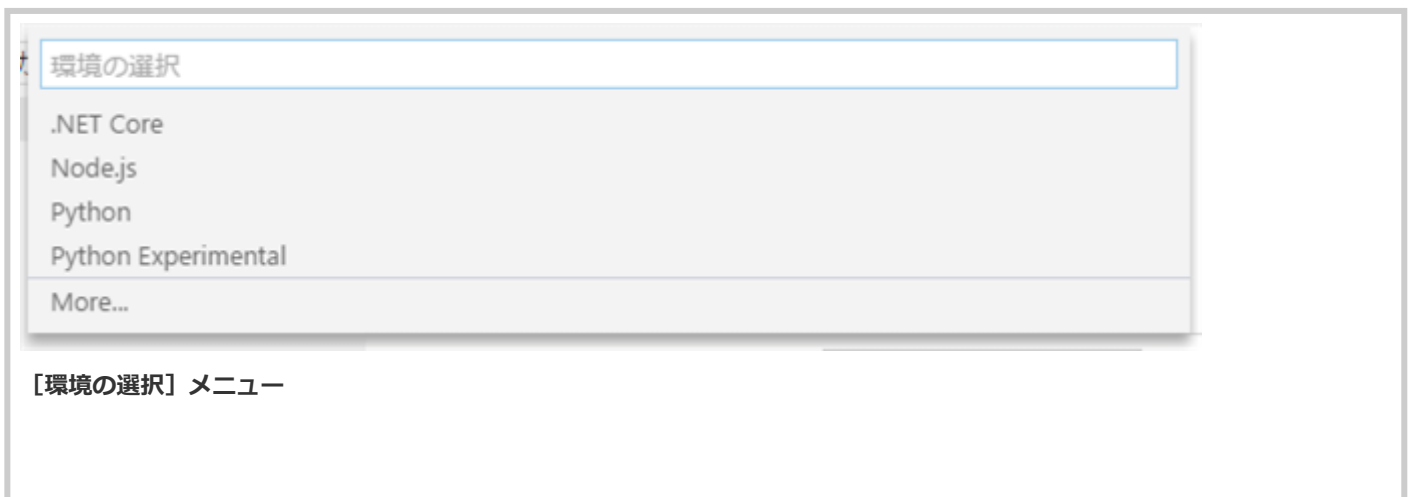 環境の選択
.NET Core
Node.js
Python
Python Experimental
More...
［環境の選択］メニュー